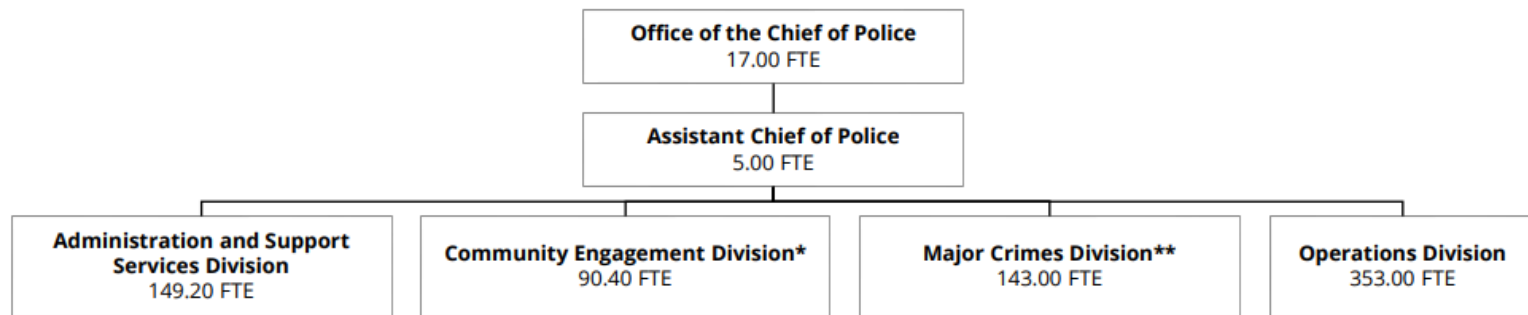 Office of the Chief of Police
17.00 FTE
Assistant Chief of Police
5.00 FTE
Administration and Support
Services Division
149.20 FTE
Community Engagement Division*
90.40 FTE
Major Crimes Division**
143.00 FTE
Operations Division
353.00 FTE